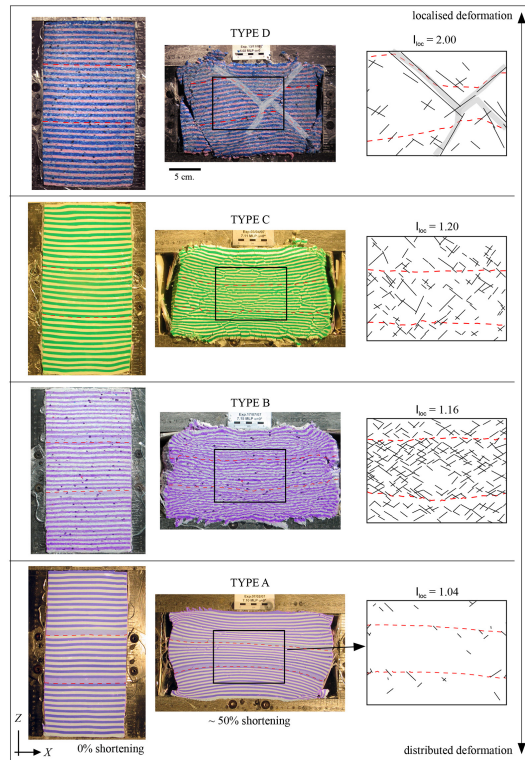 localised deformation
TYPE D
I_loc = 2.00
5 cm.
TYPE C
I_loc = 1.20
TYPE B
I_loc = 1.16
TYPE A
I_loc = 1.04
Z
X
0% shortening
~ 50% shortening
distributed deformation